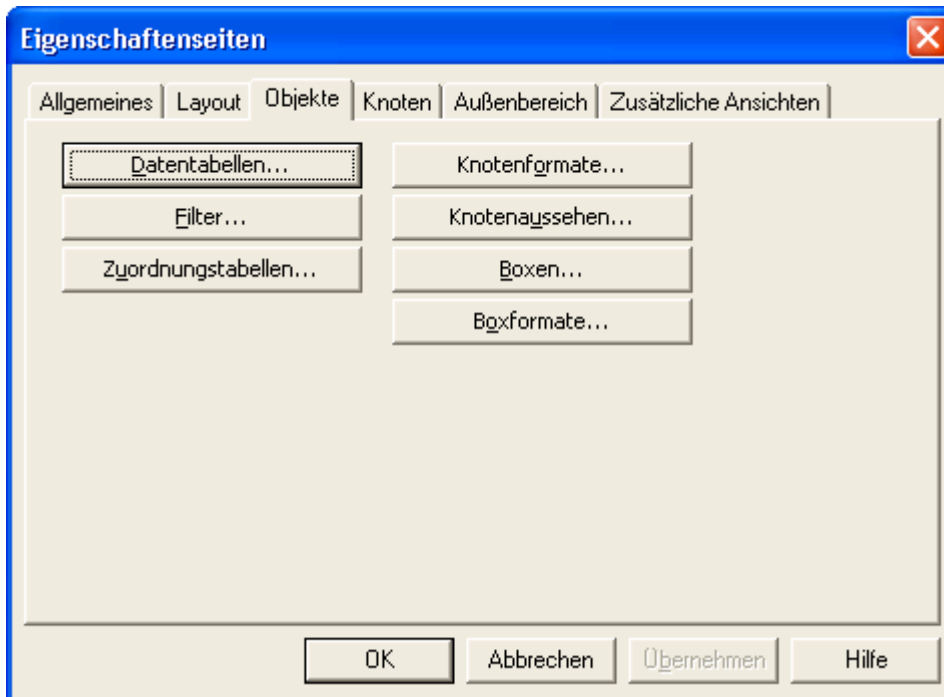 Eigenschaftenseiten
Allgemeines Layout Objekte Knoten Außenbereich Zusätzliche Ansichten
Datentabellen... Knotenformate...
Filter... Knotenaussehen...
Zuordnungstabellen... Boxen...
Boxformate...
OK Abbrechen Übernehmen Hilfe